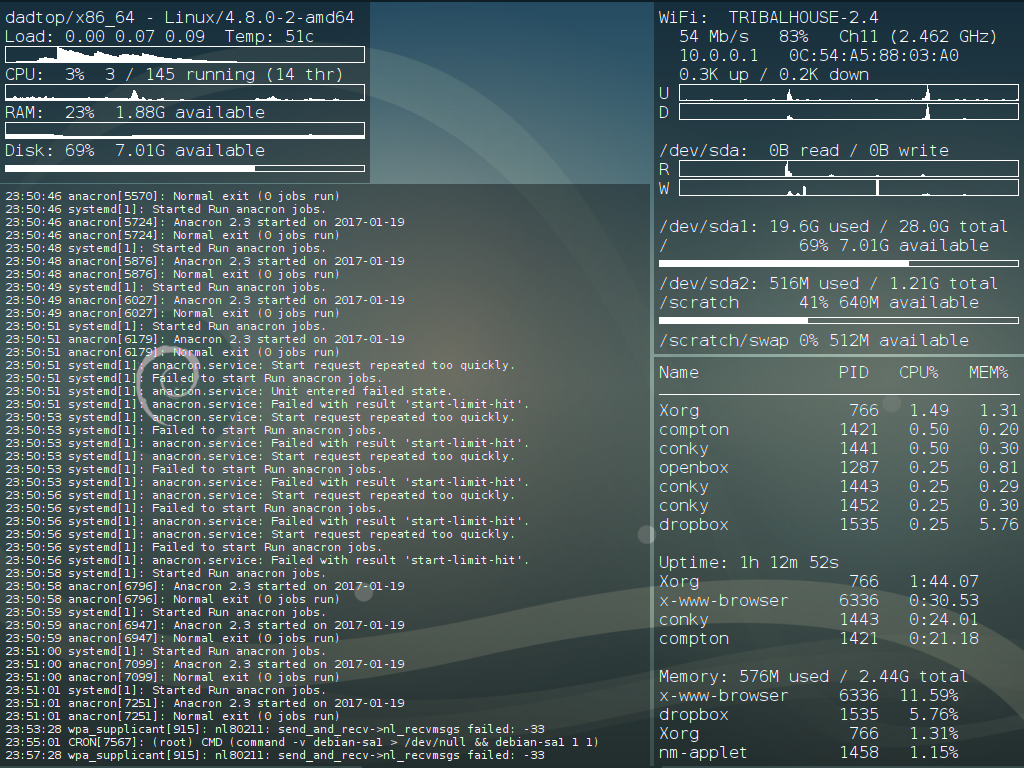 dadtop/x86_64 - Linux/4.8.0-2-amd64
Load: 0.00 0.07 0.09  Temp: 51c
CPU:  3%  3 / 145 running (14 thr)
RAM:  23%  1.88G available
Disk: 69%  7.01G available
23:50:46 anacron[5570]: Normal exit (0 jobs run)
23:50:46 systemd[1]: Started Run anacron jobs.
23:50:46 anacron[5724]: Anacron 2.3 started on 2017-01-19
23:50:46 anacron[5724]: Normal exit (0 jobs run)
23:50:48 systemd[1]: Started Run anacron jobs.
23:50:48 anacron[5876]: Anacron 2.3 started on 2017-01-19
23:50:48 anacron[5876]: Normal exit (0 jobs run)
23:50:49 systemd[1]: Started Run anacron jobs.
23:50:49 anacron[6027]: Anacron 2.3 started on 2017-01-19
23:50:49 anacron[6027]: Normal exit (0 jobs run)
23:50:51 systemd[1]: Started Run anacron jobs.
23:50:51 anacron[6179]: Anacron 2.3 started on 2017-01-19
23:50:51 anacron[6179]: Normal exit (0 jobs run)
23:50:51 systemd[1]: anacron.service: Start request repeated too quickly.
23:50:51 systemd[1]: Failed to start Run anacron jobs.
23:50:51 systemd[1]: anacron.service: Unit entered failed state.
23:50:51 systemd[1]: anacron.service: Failed with result 'start-limit-hit'.
23:50:53 systemd[1]: anacron.service: Start request repeated too quickly.
23:50:53 systemd[1]: Failed to start Run anacron jobs.
23:50:53 systemd[1]: anacron.service: Failed with result 'start-limit-hit'.
23:50:53 systemd[1]: anacron.service: Start request repeated too quickly.
23:50:53 systemd[1]: Failed to start Run anacron jobs.
23:50:53 systemd[1]: anacron.service: Failed with result 'start-limit-hit'.
23:50:56 systemd[1]: anacron.service: Start request repeated too quickly.
23:50:56 systemd[1]: Failed to start Run anacron jobs.
23:50:56 systemd[1]: anacron.service: Failed with result 'start-limit-hit'.
23:50:56 systemd[1]: anacron.service: Start request repeated too quickly.
23:50:56 systemd[1]: Failed to start Run anacron jobs.
23:50:56 systemd[1]: anacron.service: Failed with result 'start-limit-hit'.
23:50:58 systemd[1]: Started Run anacron jobs.
23:50:58 anacron[6796]: Anacron 2.3 started on 2017-01-19
23:50:58 anacron[6796]: Normal exit (0 jobs run)
23:50:59 systemd[1]: Started Run anacron jobs.
23:50:59 anacron[6947]: Anacron 2.3 started on 2017-01-19
23:50:59 anacron[6947]: Normal exit (0 jobs run)
23:51:00 systemd[1]: Started Run anacron jobs.
23:51:00 anacron[7099]: Anacron 2.3 started on 2017-01-19
23:51:00 anacron[7099]: Normal exit (0 jobs run)
23:51:01 systemd[1]: Started Run anacron jobs.
23:51:01 anacron[7251]: Anacron 2.3 started on 2017-01-19
23:51:01 anacron[7251]: Normal exit (0 jobs run)
23:53:28 wpa_supplicant[915]: nl80211: send_and_recv->nl_recvmsgs failed: -33
23:55:01 CRON[7567]: (root) CMD (command -v debian-sa1 > /dev/null && debian-sa1 1 1)
23:57:28 wpa_supplicant[915]: nl80211: send_and_recv->nl_recvmsgs failed: -33
WiFi:  TRIBALHOUSE-2.4
54 Mb/s  83%  Ch11 (2.462 GHz)
10.0.0.1  0C:54:A5:88:03:A0
0.3K up / 0.2K down
U
D
/dev/sda:  0B read / 0B write
R
W
/dev/sda1: 19.6G used / 28.0G total
/  69% 7.01G available
/dev/sda2: 516M used / 1.21G total
/scratch  41% 640M available
/scratch/swap 0% 512M available
Name  PID  CPU%  MEM%
Xorg  766  1.49  1.31
compton  1421  0.50  0.20
conky  1441  0.50  0.30
openbox  1287  0.25  0.81
conky  1443  0.25  0.29
conky  1452  0.25  0.30
dropbox  1535  0.25  5.76
Uptime: 1h 12m 52s
Xorg  766  1:44.07
x-www-browser  6336  0:30.53
conky  1443  0:24.01
compton  1421  0:21.18
Memory: 576M used / 2.44G total
x-www-browser  6336  11.59%
dropbox  1535  5.76%
Xorg  766  1.31%
nm-applet  1458  1.15%